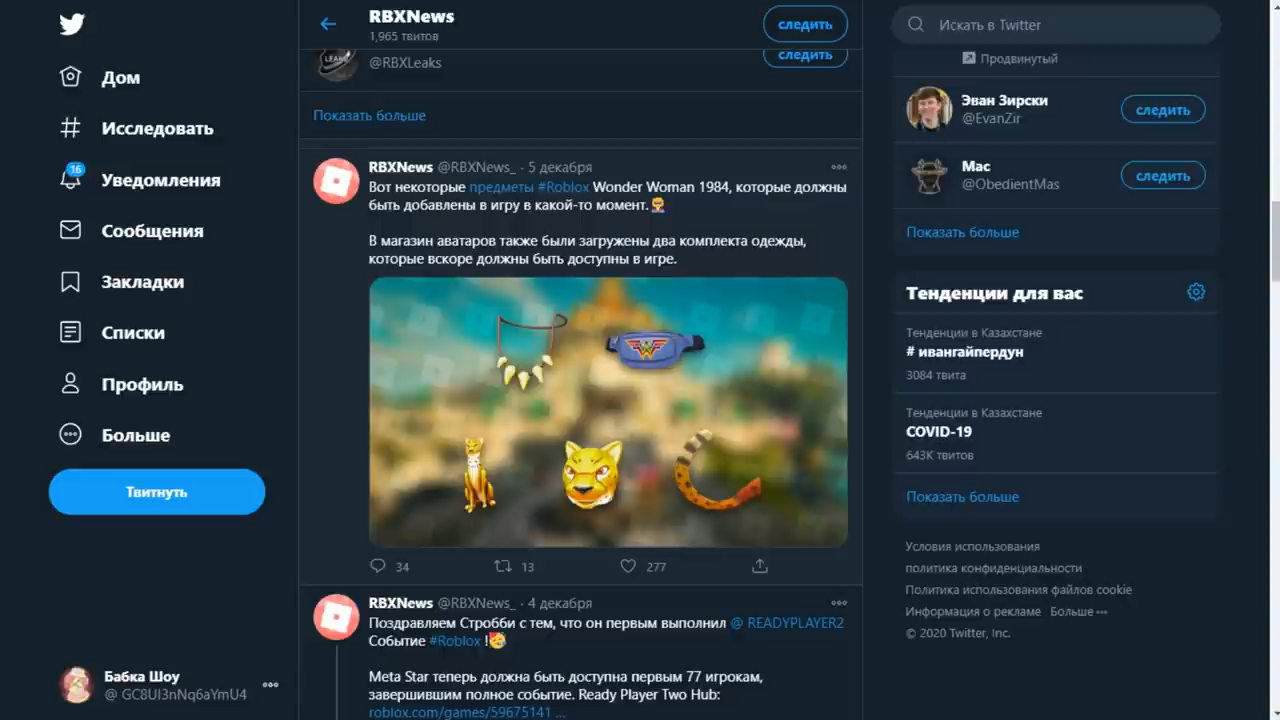 Дом
Исследовать
16
Уведомления
Сообщения
Закладки
Списки
Профиль
Больше
Твитнуть
Бабка Шоу
@ GC8UI3nNq6aYmU4
RBXNews
1,965 твитов
следить
@RBXLeaks
следить
Показать больше
RBXNews @RBXNews_ · 5 декабря
Вот некоторые предметы #Roblox Wonder Woman 1984, которые должны
быть добавлены в игру в какой-то момент.
В магазин аватаров также были загружены два комплекта одежды,
которые вскоре должны быть доступны в игре.
34
13
277
RBXNews @RBXNews_ · 4 декабря
Поздравляем Стробби с тем, что он первым выполнил @ READYPLAYER2
Событие #Roblox !
Meta Star теперь должна быть доступна первым 77 игрокам,
завершившим полное событие. Ready Player Two Hub:
roblox.com/games/59675141 ...
Искать в Twitter
Продвинутый
Эван Зирски
@EvanZir
следить
Мас
@ObedientMas
следить
Показать больше
Тенденции для вас
Тенденции в Казахстане
# ивангайпердун
3084 твита
Тенденции в Казахстане
COVID-19
643K твитов
Показать больше
Условия использования
политика конфиденциальности
Политика использования файлов cookie
Информация о рекламе Больше ···
© 2020 Twitter, Inc.